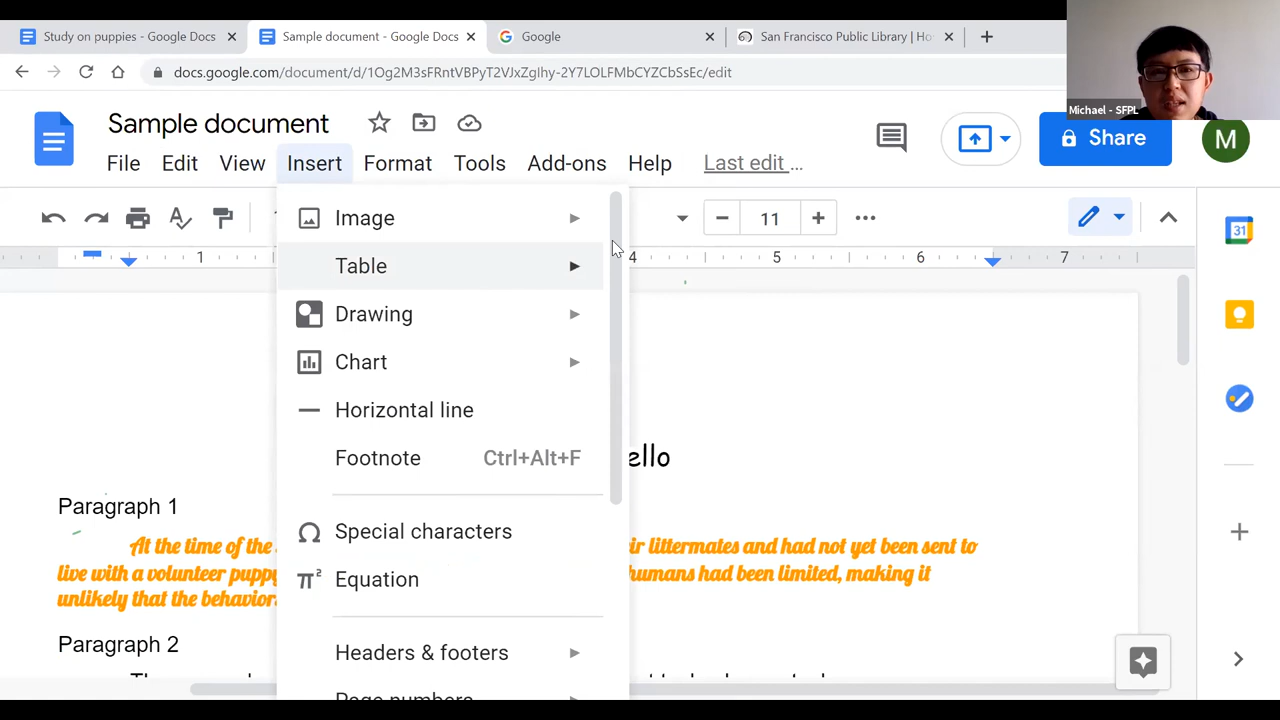 Study on puppies - Google Docs
Sample document - Google Docs
Google
San Francisco Public Library | Ho
docs.google.com/document/d/1Og2M3sFRntVBPyT2VJxZglhy-2Y7LOLFMbCYZCbSsEc/edit
Michael - SFPL
Sample document
Share
M
File Edit View Insert Format Tools Add-ons Help Last edit ...
11
Image
31
1 4 5 6 7
Table
Drawing
Chart
Horizontal line
Footnote Ctrl+Alt+F
ello
Paragraph 1
Special characters
At the time of the ir littermates and had not yet been sent to
live with a volunteer puppy humans had been limited, making it
Equation
unlikely that the behavior
Paragraph 2
Headers & footers
Page numbers